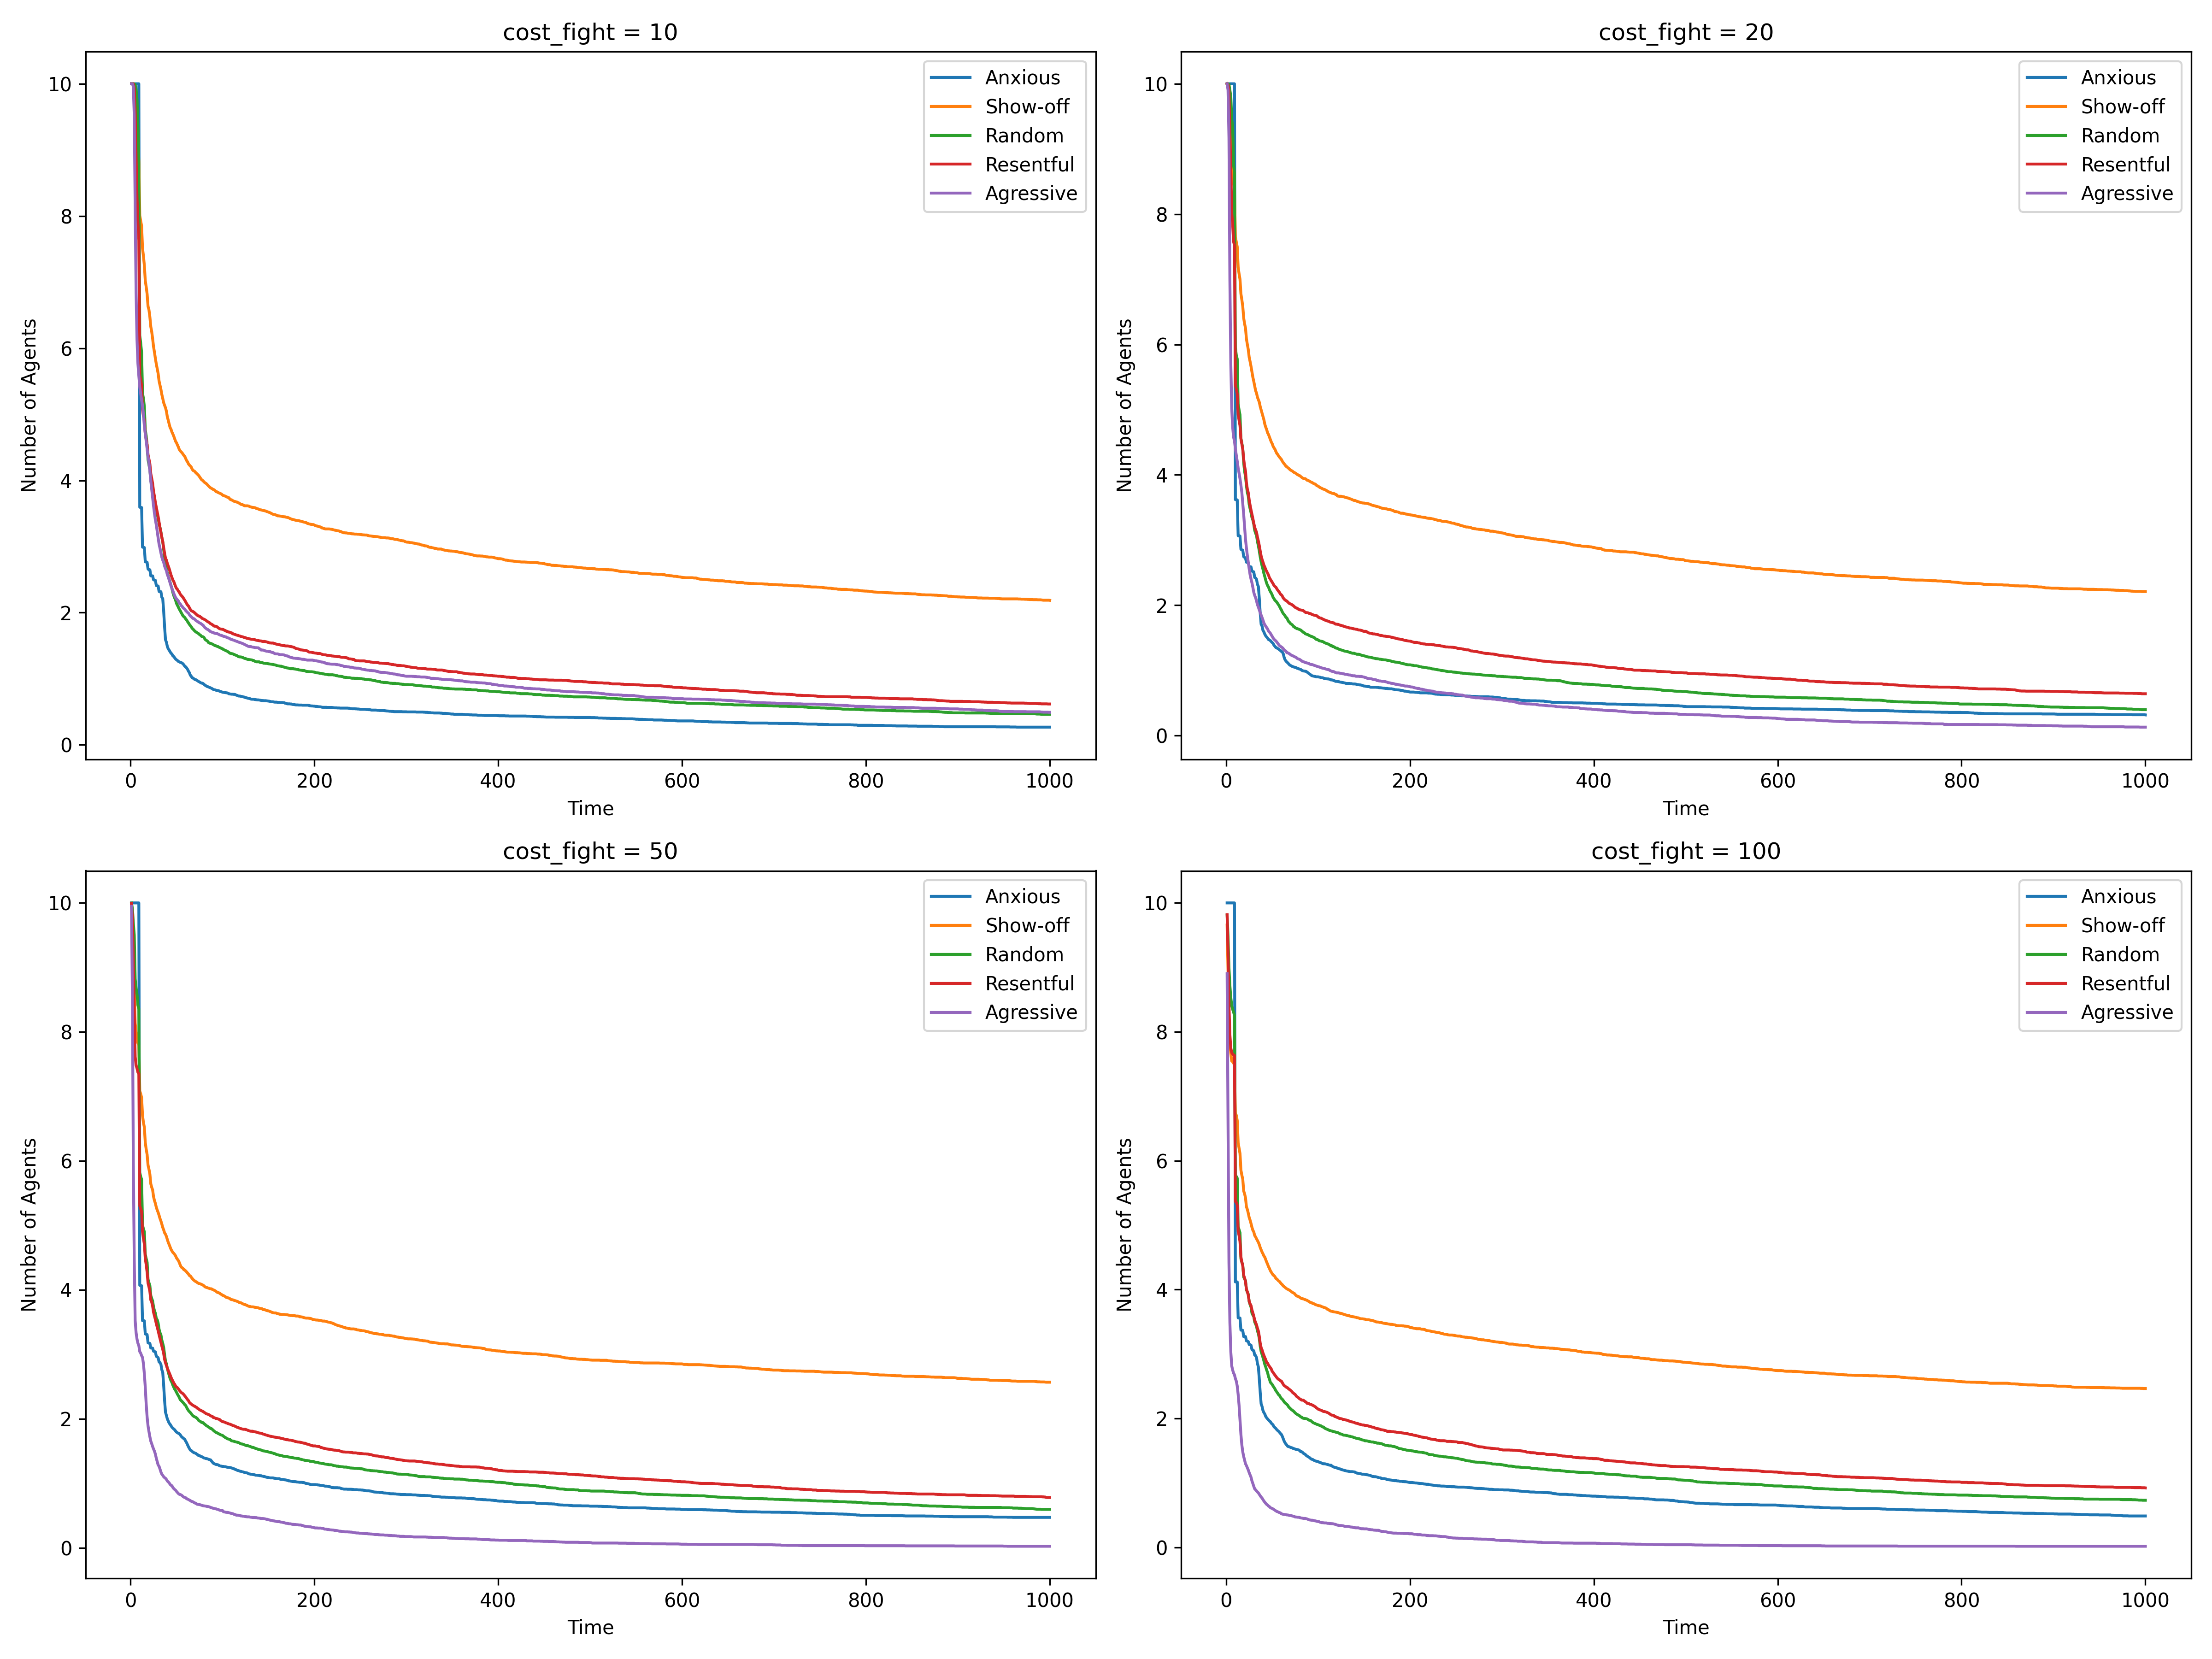 cost_fight = 10
10
8
6
4
2
0
Number of Agents
Anxious
Show-off
Random
Resentful
Agressive
0 200 400 600 800 1000
Time
cost_fight = 20
10
8
6
4
2
0
Number of Agents
Anxious
Show-off
Random
Resentful
Agressive
0 200 400 600 800 1000
Time
cost_fight = 50
10
8
6
4
2
0
Number of Agents
Anxious
Show-off
Random
Resentful
Agressive
0 200 400 600 800 1000
Time
cost_fight = 100
10
8
6
4
2
0
Number of Agents
Anxious
Show-off
Random
Resentful
Agressive
0 200 400 600 800 1000
Time